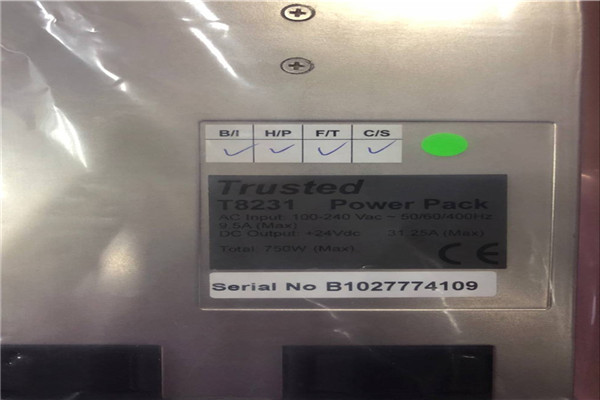 B/I H/P F/T C/S
Trusted
T8231 Power Pack
AC Input: 100-240 Vac ~ 50/60/400Hz
9.5A (Max)
DC Output: +24Vdc 31.25A (Max)
Total: 750W (Max)
CE
Serial No B1027774109